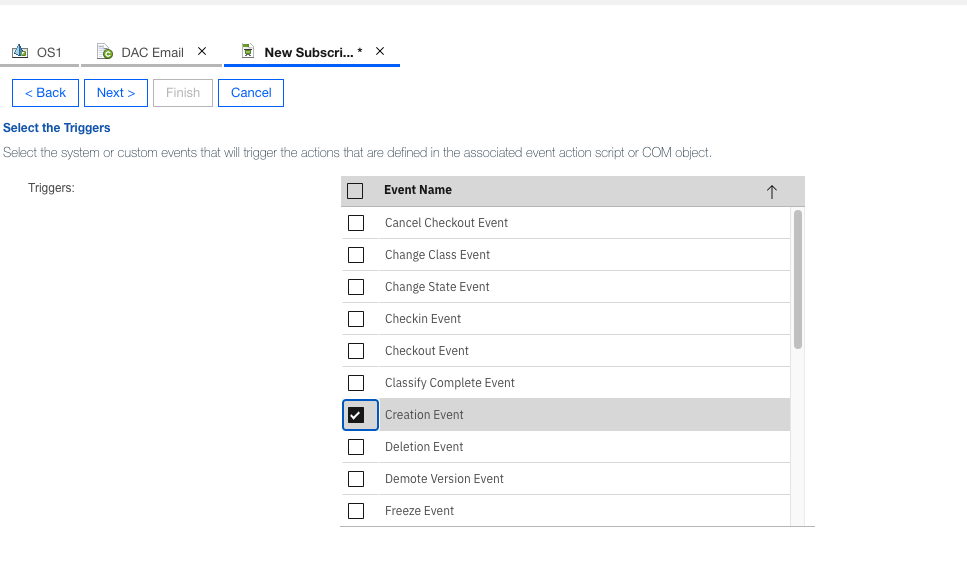 OS1 DAC Email New Subscri... *
< Back Next > Finish Cancel
Select the Triggers
Select the system or custom events that will trigger the actions that are defined in the associated event action script or COM object.
Triggers:
Event Name
Cancel Checkout Event
Change Class Event
Change State Event
Checkin Event
Checkout Event
Classify Complete Event
Creation Event
Deletion Event
Demote Version Event
Freeze Event